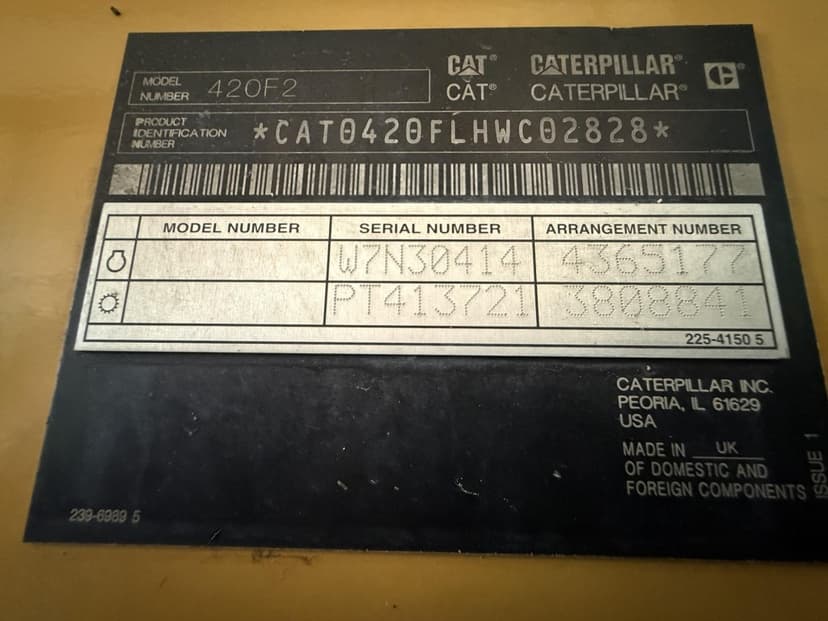 MODEL NUMBER 420F2
CAT® CATERPILLAR®
CAT® CATERPILLAR®
PRODUCT IDENTIFICATION NUMBER *CAT0420FLHWC02828*
MODEL NUMBER SERIAL NUMBER ARRANGEMENT NUMBER
W7N30414 4365177
PT413721 3808841
225-4150 5
CATERPILLAR INC.
PEORIA, IL 61629
USA
MADE IN UK
OF DOMESTIC AND
FOREIGN COMPONENTS
ISSUE 1
239-6969 5